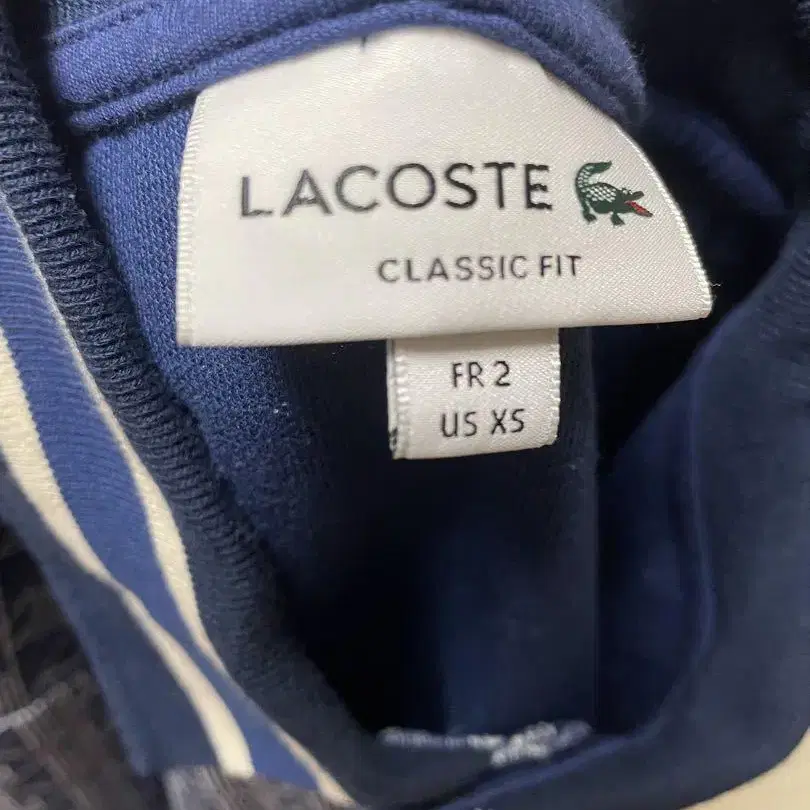 LACOSTE
CLASSIC FIT
FR 2
US XS